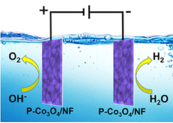 + -
O₂ H₂
OH⁻ H₂O
P-Co₃O₄/NF P-Co₃O₄/NF